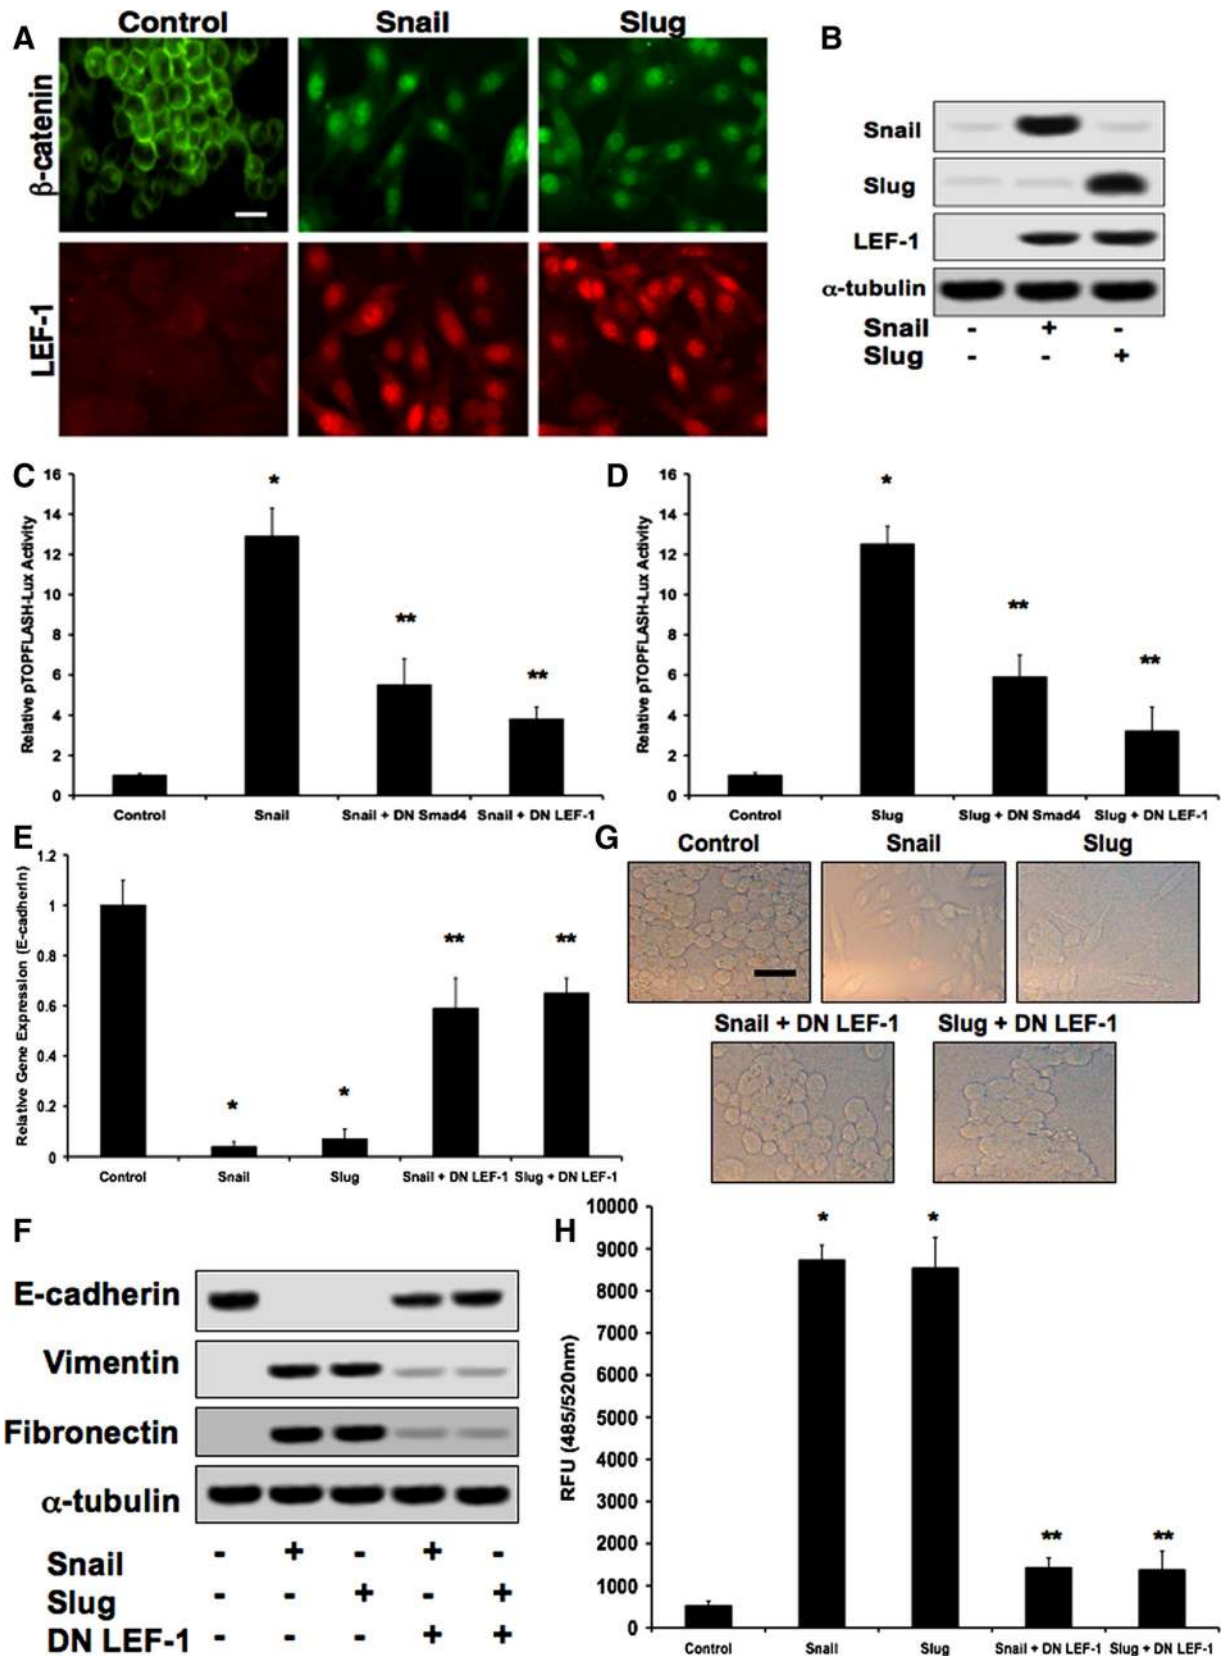 A
Control Snail Slug
β-catenin
LEF-1
B
Snail
Slug
LEF-1
α-tubulin
Snail - + -
Slug - - +
C
Relative pTOPFLASH-Lux Activity
16
14
12
10
8
6
4
2
0
*
**
**
Control Snail Snail + DN Smad4 Snail + DN LEF-1
D
Relative pTOPFLASH-Lux Activity
16
14
12
10
8
6
4
2
0
*
**
**
Control Slug Slug + DN Smad4 Slug + DN LEF-1
E
Relative Gene Expression (E-cadherin)
1.2
1
0.8
0.6
0.4
0.2
0
*
*
**
**
Control Snail Slug Snail + DN LEF-1 Slug + DN LEF-1
G
Control Snail Slug
Snail + DN LEF-1 Slug + DN LEF-1
F
E-cadherin
Vimentin
Fibronectin
α-tubulin
Snail - + - + -
Slug - - + - +
DN LEF-1 - - - + +
H
RFU (485/520nm)
10000
9000
8000
7000
6000
5000
4000
3000
2000
1000
0
*
*
**
**
Control Snail Slug Snail + DN LEF-1 Slug + DN LEF-1